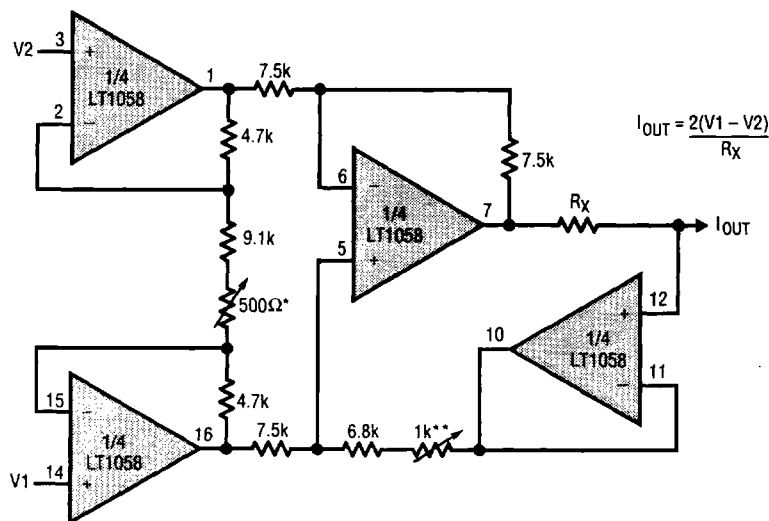 V2
3
+
1/4
LT1058
2
−
1
7.5k
4.7k
9.1k
500Ω*
6
−
1/4
LT1058
5
+
7
7.5k
RX
IOUT
IOUT = 2(V1 − V2)
RX
12
+
10
1/4
LT1058
11
−
15
−
1/4
LT1058
4.7k
16
7.5k
6.8k
1k**
V1
14
+